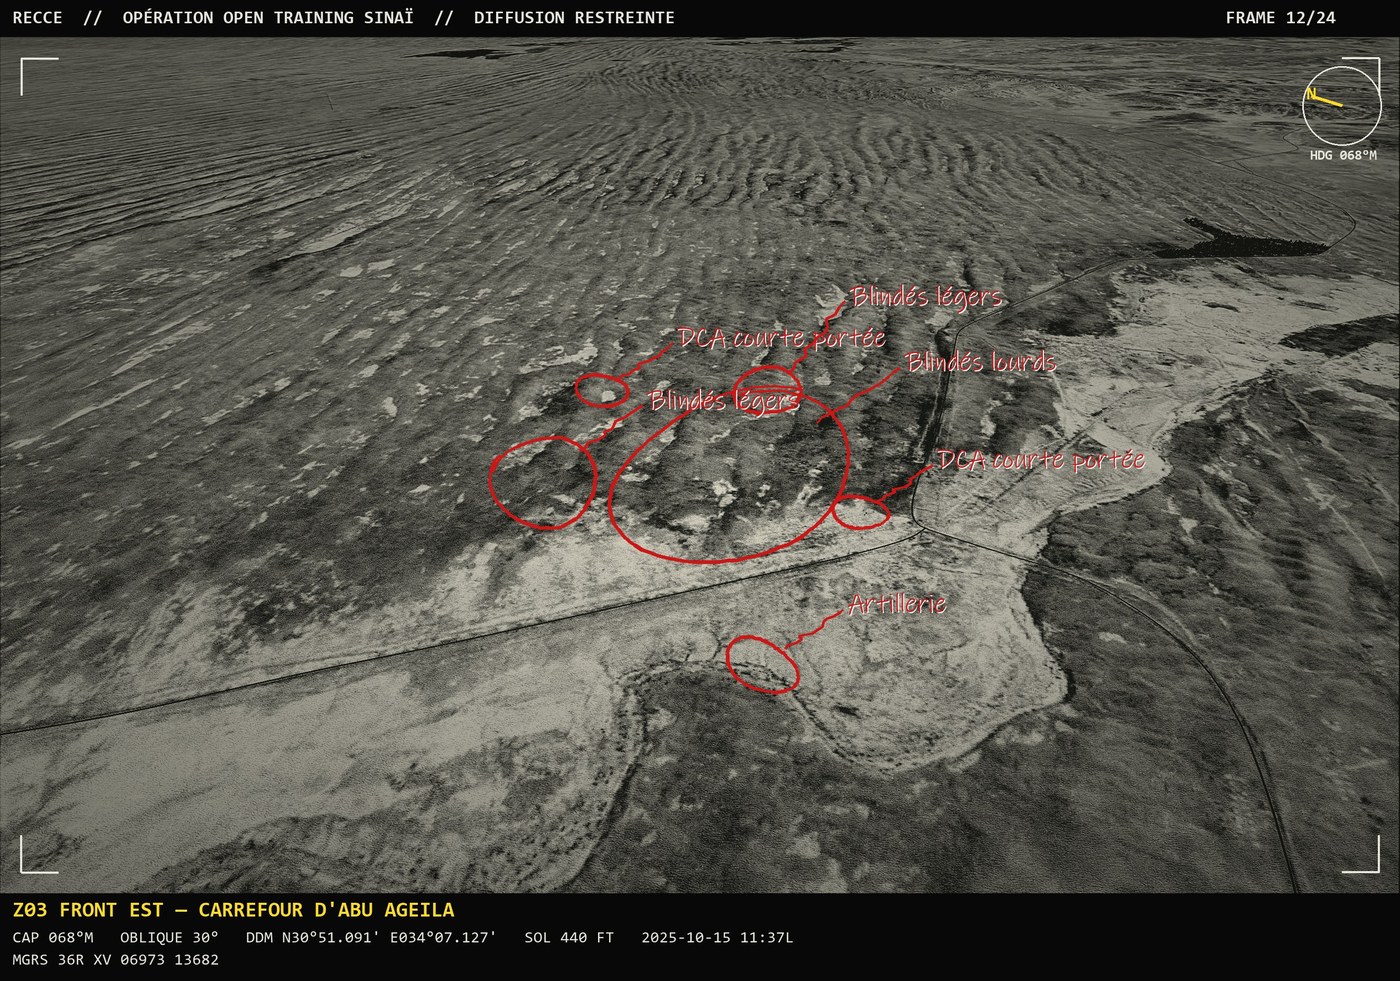 RECCE // OPÉRATION OPEN TRAINING SINAÏ // DIFFUSION RESTREINTE FRAME 12/24
N
HDG 068°M
Blindés légers
DCA courte portée
Blindés lourds
Blindés légers
DCA courte portée
Artillerie
Z03 FRONT EST — CARREFOUR D'ABU AGEILA
CAP 068°M OBLIQUE 30° DDM N30°51.091' E034°07.127' SOL 440 FT 2025-10-15 11:37L
MGRS 36R XV 06973 13682